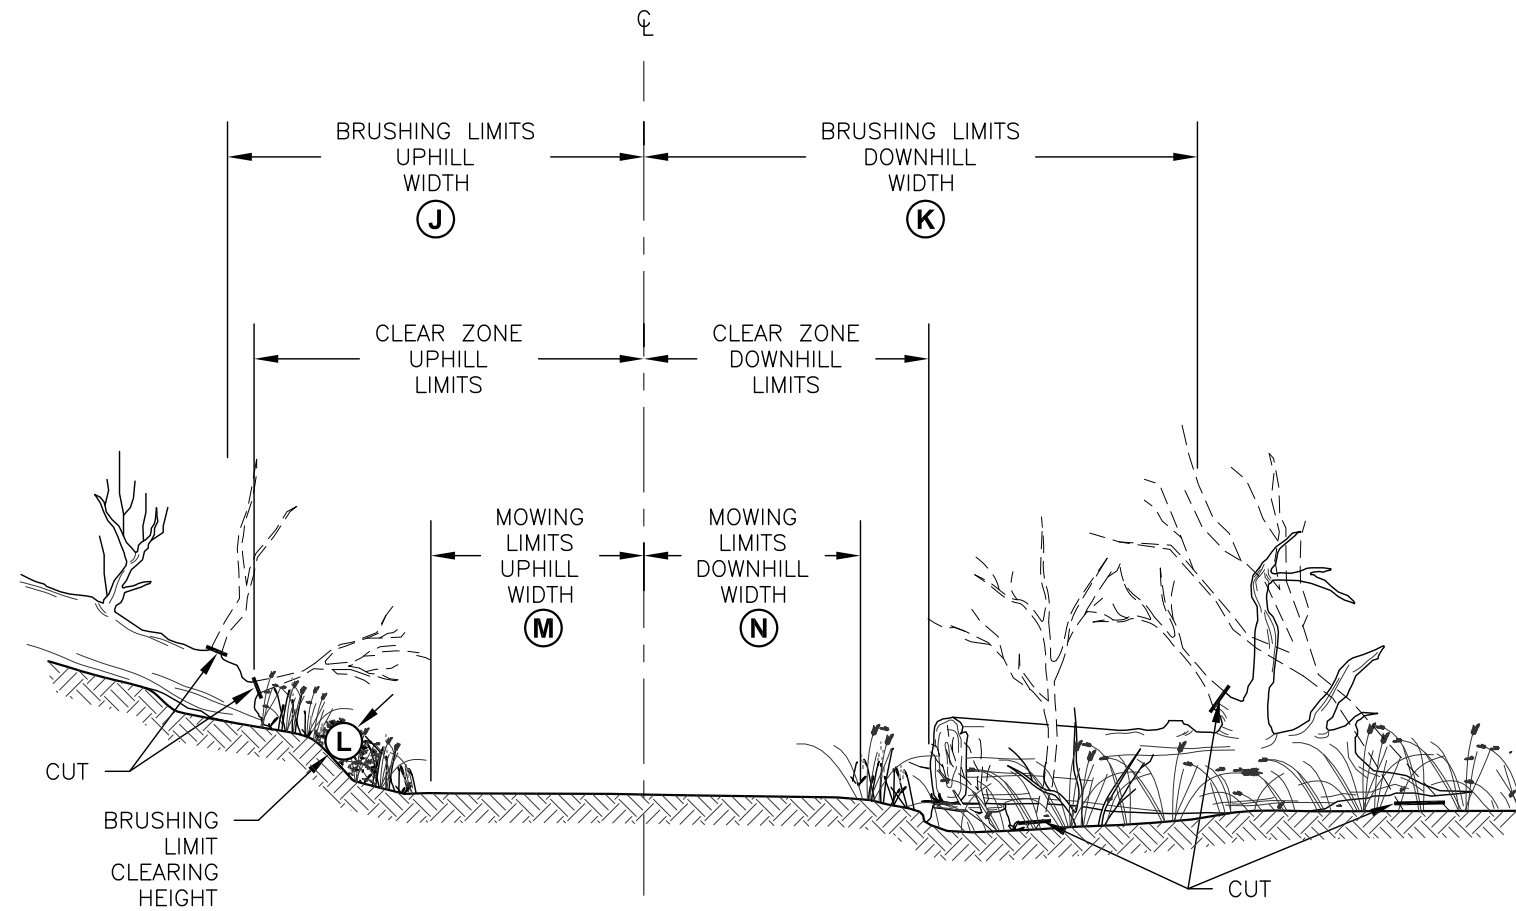 ℄
BRUSHING LIMITS
UPHILL
WIDTH
J
BRUSHING LIMITS
DOWNHILL
WIDTH
K
CLEAR ZONE
UPHILL
LIMITS
CLEAR ZONE
DOWNHILL
LIMITS
MOWING
LIMITS
UPHILL
WIDTH
M
MOWING
LIMITS
DOWNHILL
WIDTH
N
L
CUT
BRUSHING
LIMIT
CLEARING
HEIGHT
CUT